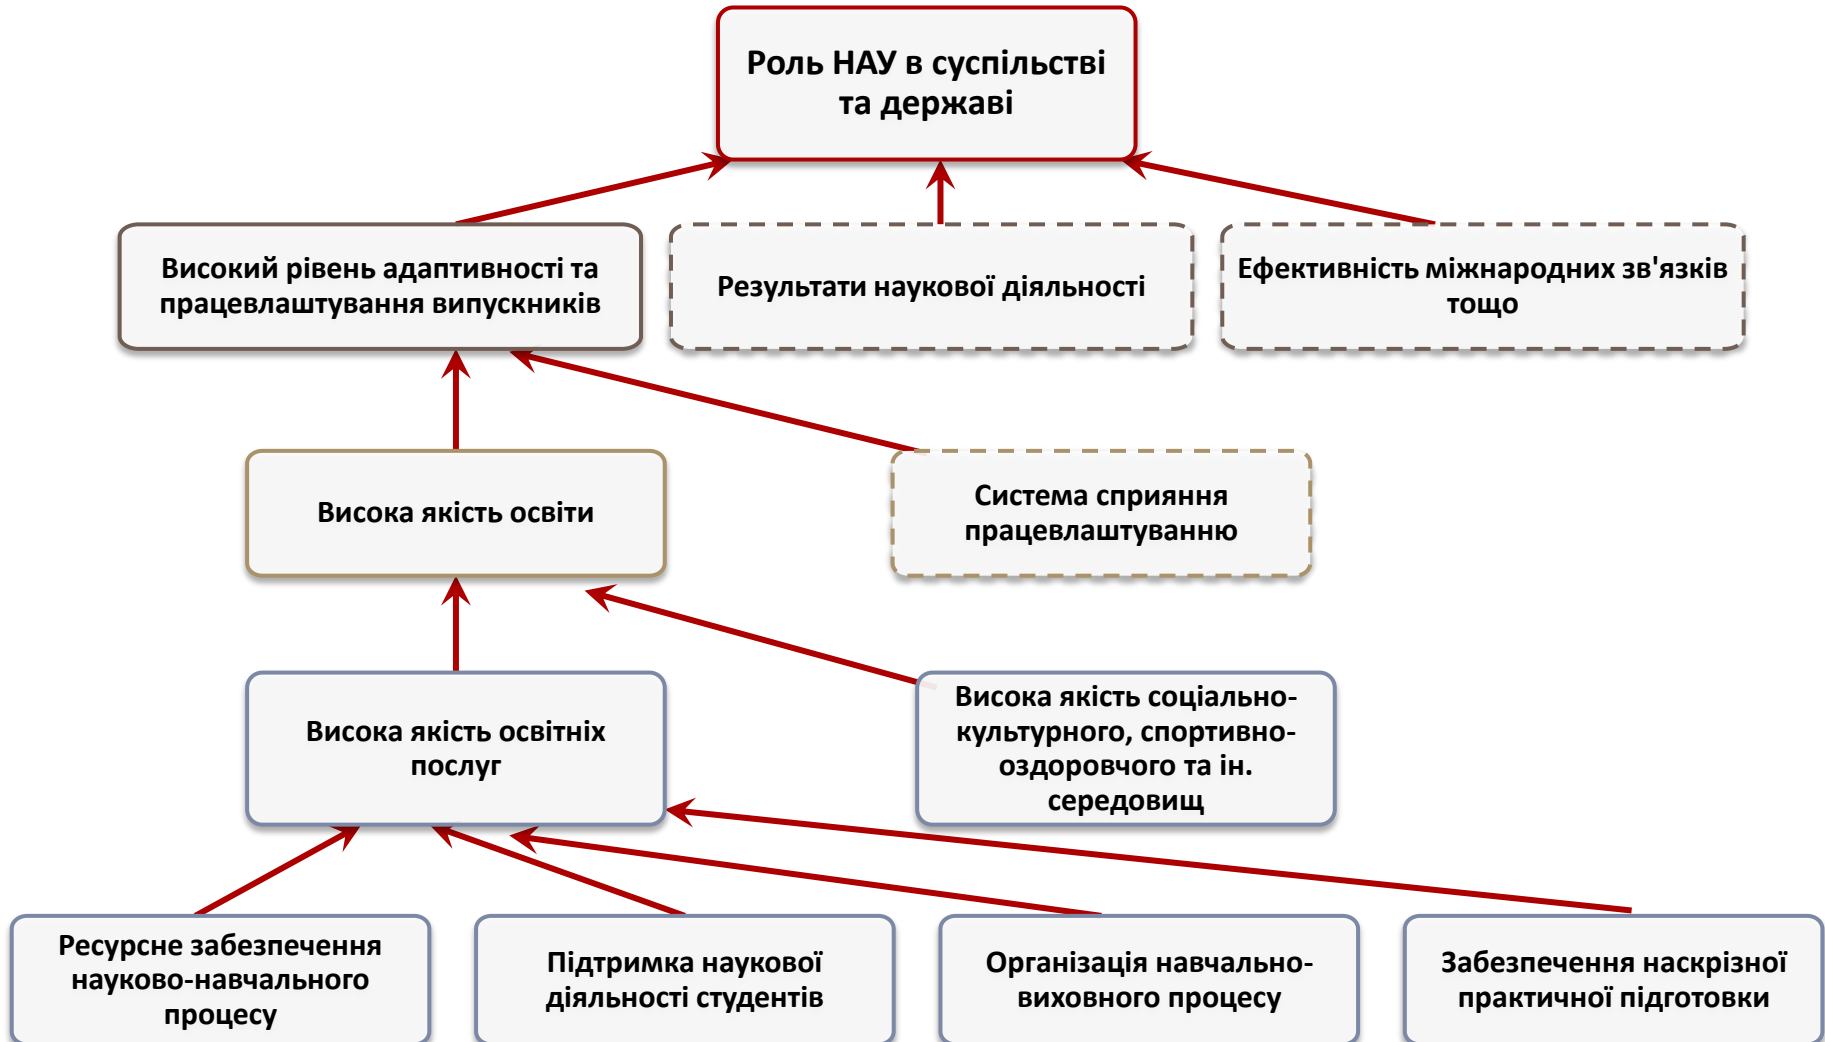 Роль НАУ в суспільстві
та державі
Високий рівень адаптивності та
працевлаштування випускників
Результати наукової діяльності
Ефективність міжнародних зв'язків
тощо
Висока якість освіти
Система сприяння
працевлаштуванню
Висока якість освітніх
послуг
Висока якість соціально-
культурного, спортивно-
оздоровчого та ін.
середовищ
Ресурсне забезпечення
науково-навчального
процесу
Підтримка наукової
діяльності студентів
Організація навчально-
виховного процесу
Забезпечення наскрізної
практичної підготовки